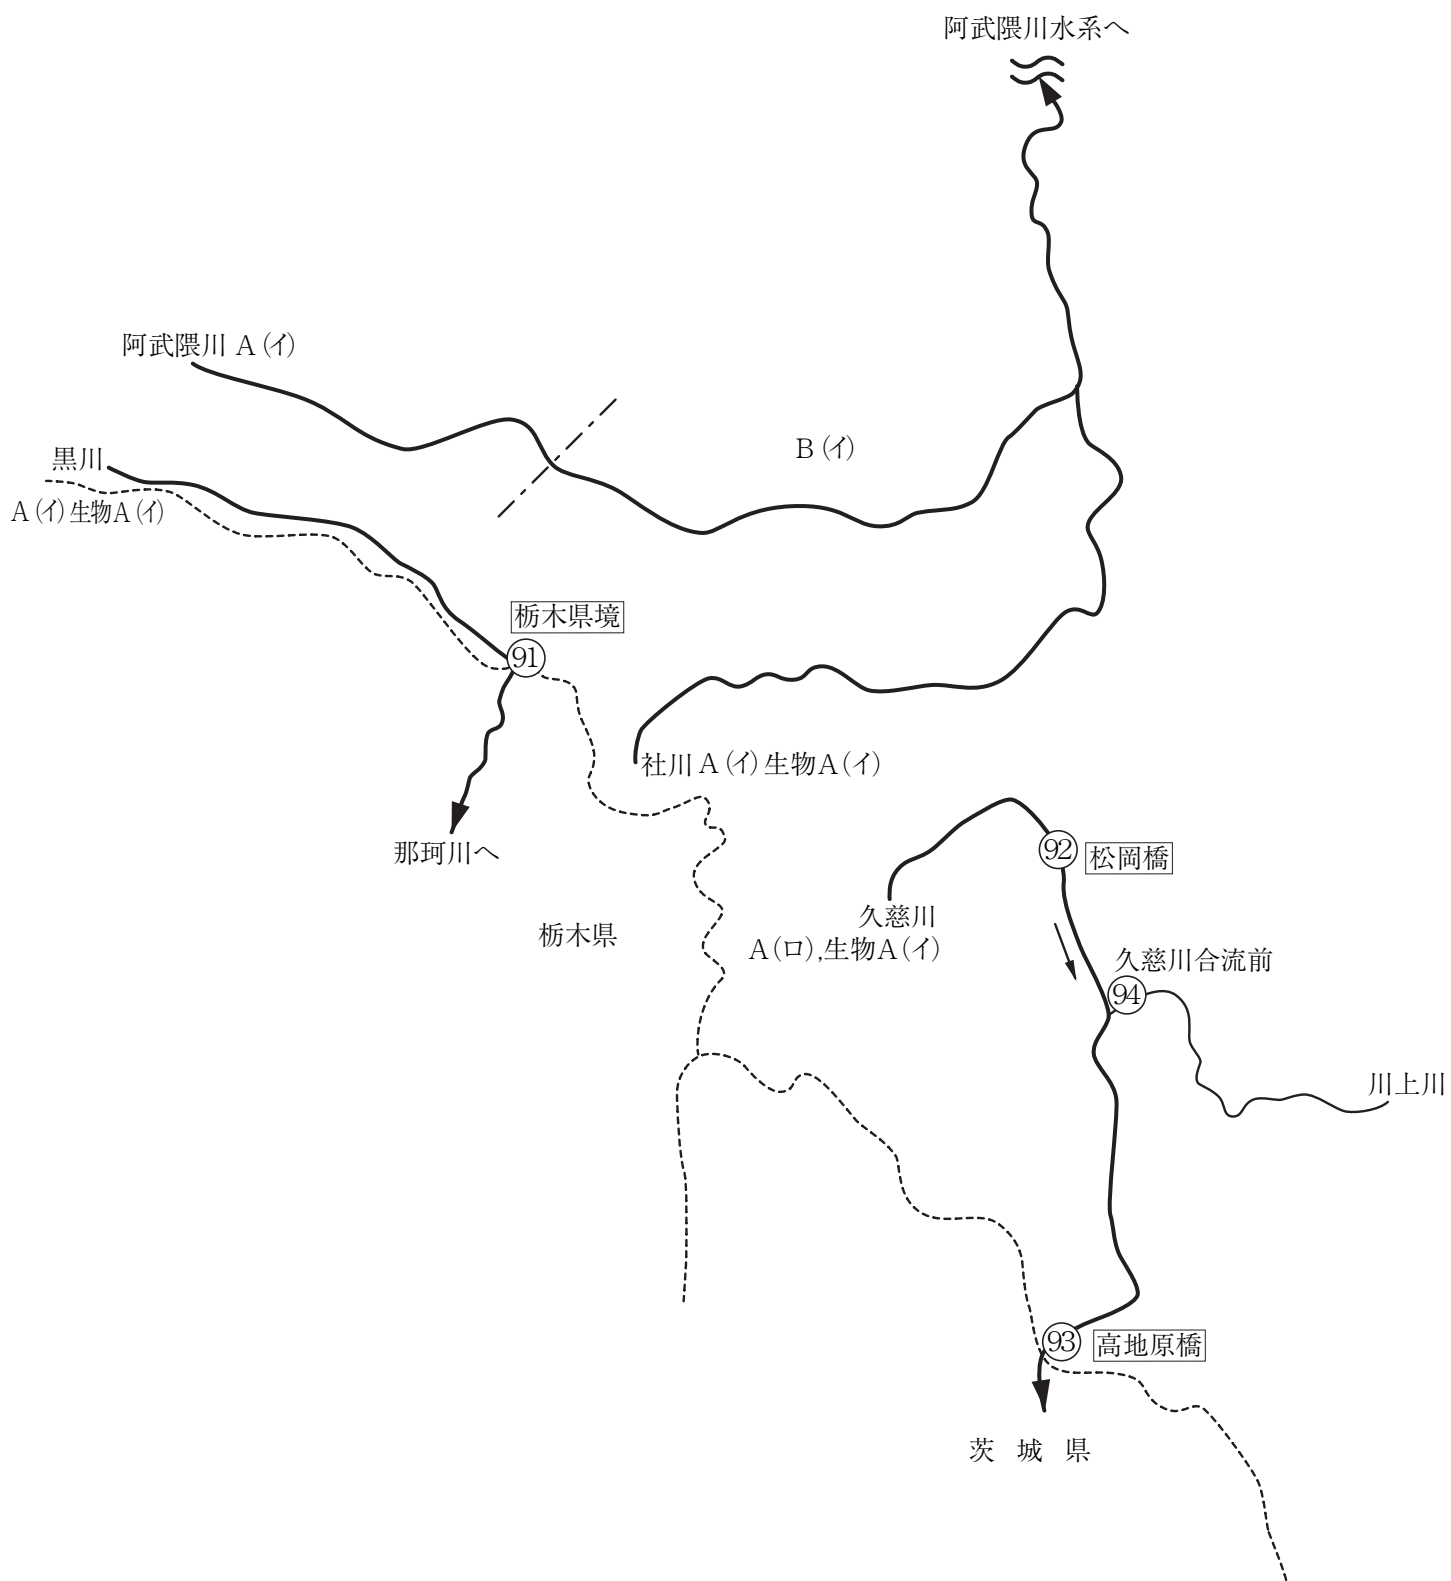 阿武隈川水系へ
阿武隈川 A(イ)
B(イ)
黒川
A(イ)生物A(イ)
栃木県境
91
社川A(イ)生物A(イ)
那珂川へ
92
松岡橋
久慈川
A(ロ),生物A(イ)
栃木県
久慈川合流前
94
川上川
93
高地原橋
茨城県